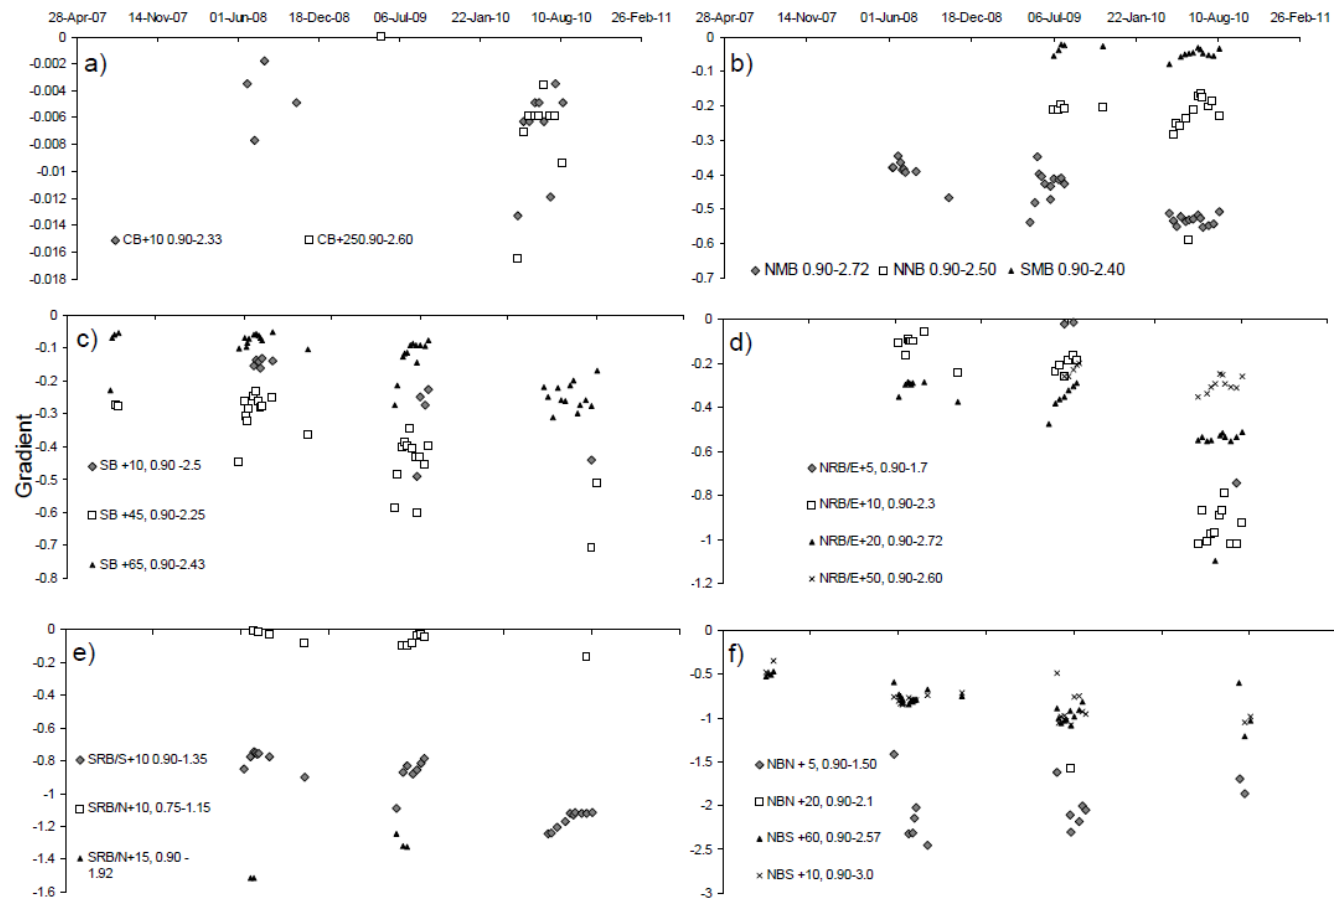 28-Apr-07 14-Nov-07 01-Jun-08 18-Dec-08 06-Jul-09 22-Jan-10 10-Aug-10 26-Feb-11
0
-0.002
-0.004
-0.006
-0.008
-0.01
-0.012
-0.014
-0.016
-0.018
a)
CB+10 0.90-2.33 CB+250.90-2.60
28-Apr-07 14-Nov-07 01-Jun-08 18-Dec-08 06-Jul-09 22-Jan-10 10-Aug-10 26-Feb-11
0
-0.1
-0.2
-0.3
-0.4
-0.5
-0.6
-0.7
b)
NMB 0.90-2.72 NNB 0.90-2.50 SMB 0.90-2.40
Gradient
0
-0.1
-0.2
-0.3
-0.4
-0.5
-0.6
-0.7
-0.8
c)
SB +10, 0.90 -2.5
SB +45, 0.90-2.25
SB +65, 0.90-2.43
0
-0.2
-0.4
-0.6
-0.8
-1
-1.2
d)
NRB/E+5, 0.90-1.7
NRB/E+10, 0.90-2.3
NRB/E+20, 0.90-2.72
NRB/E+50, 0.90-2.60
0
-0.2
-0.4
-0.6
-0.8
-1
-1.2
-1.4
-1.6
e)
SRB/S+10 0.90-1.35
SRB/N+10, 0.75-1.15
SRB/N+15, 0.90 -
1.92
0
-0.5
-1
-1.5
-2
-2.5
-3
f)
NBN + 5, 0.90-1.50
NBN +20, 0.90-2.1
NBS +60, 0.90-2.57
NBS +10, 0.90-3.0